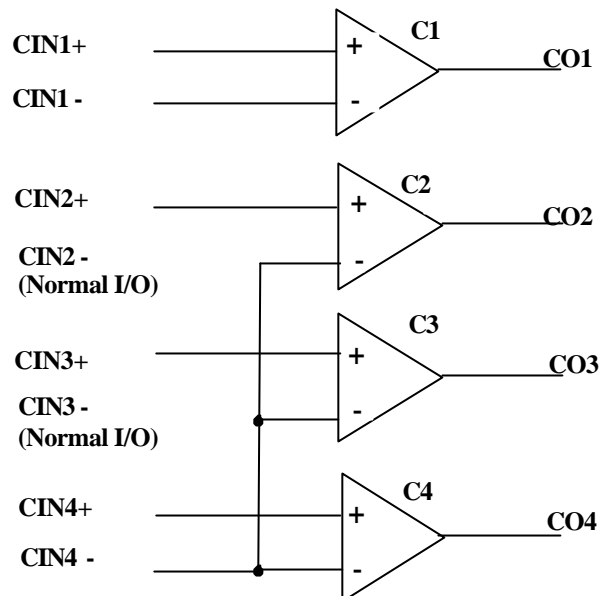 C1
CIN1+
+
CO1
CIN1 -
-
C2
CIN2+
+
CO2
CIN2 -
-
(Normal I/O)
C3
CIN3+
+
CO3
CIN3 -
-
(Normal I/O)
C4
CIN4+
+
CO4
CIN4 -
-